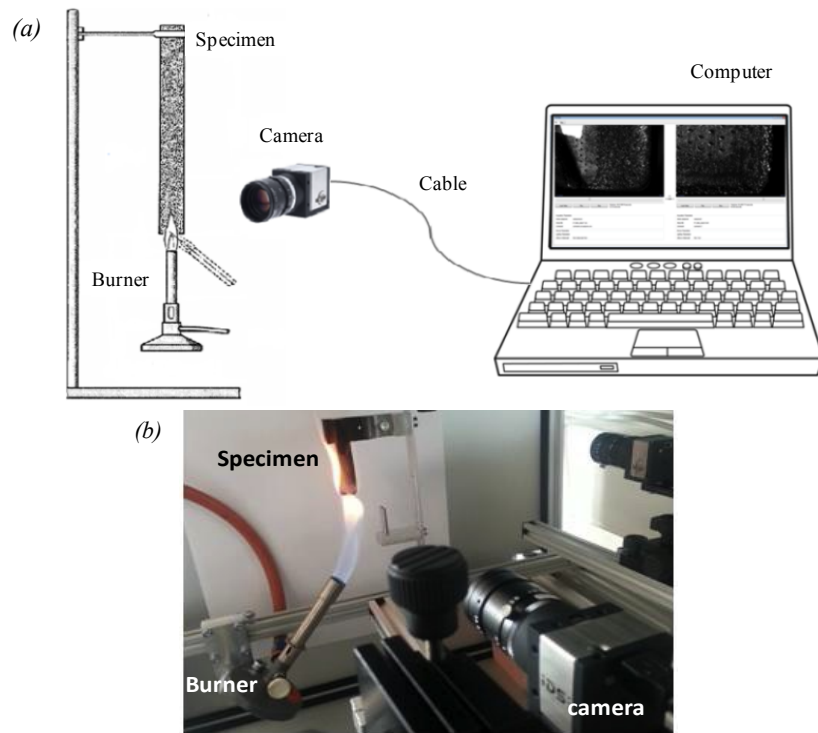 (a)
Specimen
Computer
Camera
Cable
Burner
(b)
Specimen
Burner
iDS
camera